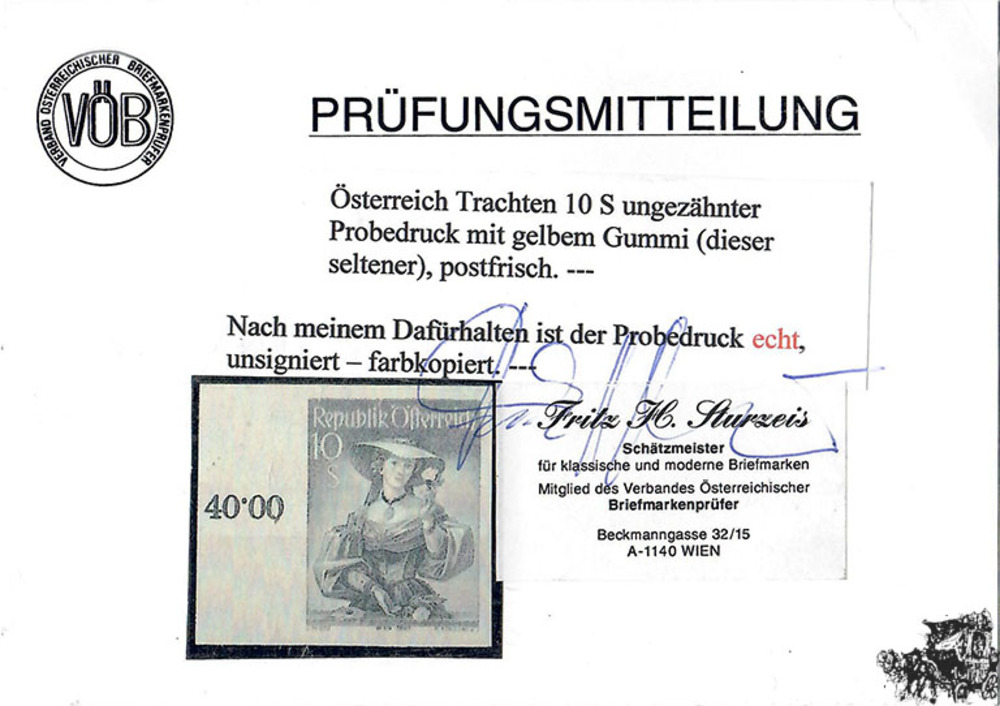 VERBAND ÖSTERREICHISCHER BRIEFMARKENPRÜFER
VÖB
PRÜFUNGSMITTEILUNG
Österreich Trachten 10 S ungezähnter
Probedruck mit gelbem Gummi (dieser
seltener), postfrisch. ---
Nach meinem Dafürhalten ist der Probedruck echt,
unsigniert – farbkopiert. ---
Republik Österreich
10
S
40·00
Fritz H. Sturzeis
Schätzmeister
für klassische und moderne Briefmarken
Mitglied des Verbandes Österreichischer
Briefmarkenprüfer
Beckmanngasse 32/15
A-1140 WIEN